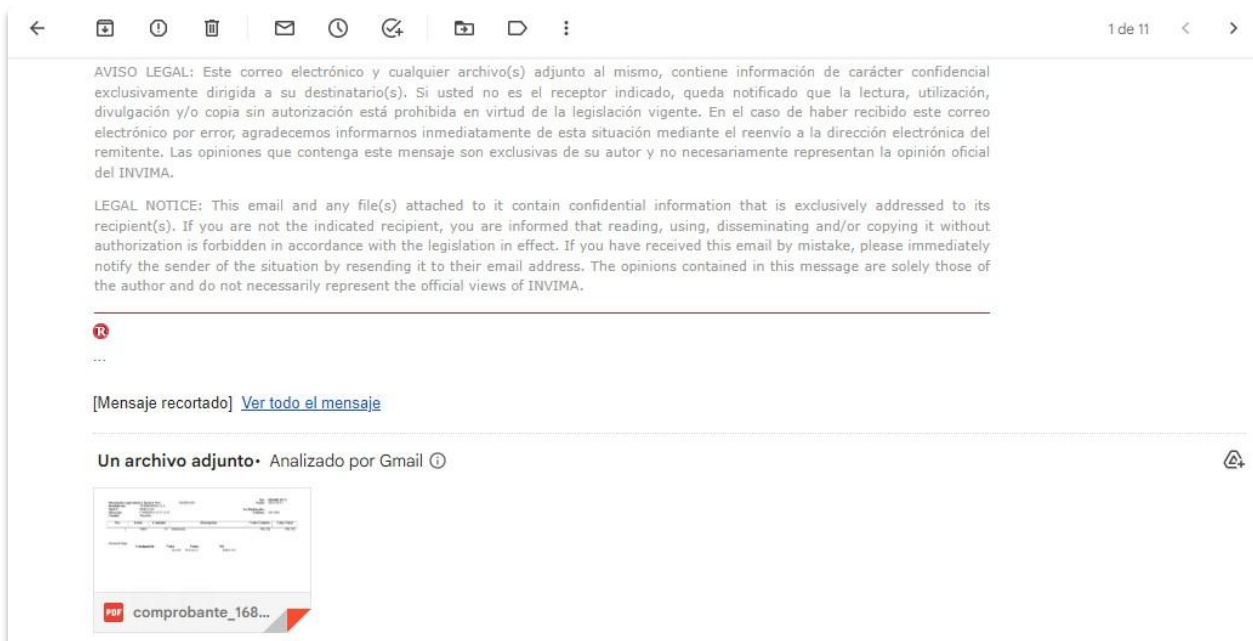 1 de 11
AVISO LEGAL: Este correo electrónico y cualquier archivo(s) adjunto al mismo, contiene información de carácter confidencial
exclusivamente dirigida a su destinatario(s). Si usted no es el receptor indicado, queda notificado que la lectura, utilización,
divulgación y/o copia sin autorización está prohibida en virtud de la legislación vigente. En el caso de haber recibido este correo
electrónico por error, agradecemos informarnos inmediatamente de esta situación mediante el reenvío a la dirección electrónica del
remitente. Las opiniones que contenga este mensaje son exclusivas de su autor y no necesariamente representan la opinión oficial
del INVIMA.
LEGAL NOTICE: This email and any file(s) attached to it contain confidential information that is exclusively addressed to its
recipient(s). If you are not the indicated recipient, you are informed that reading, using, disseminating and/or copying it without
authorization is forbidden in accordance with the legislation in effect. If you have received this email by mistake, please immediately
notify the sender of the situation by resending it to their email address. The opinions contained in this message are solely those of
the author and do not necessarily represent the official views of INVIMA.
R
...
[Mensaje recortado] Ver todo el mensaje
Un archivo adjunto• Analizado por Gmail
PDF comprobante_168...